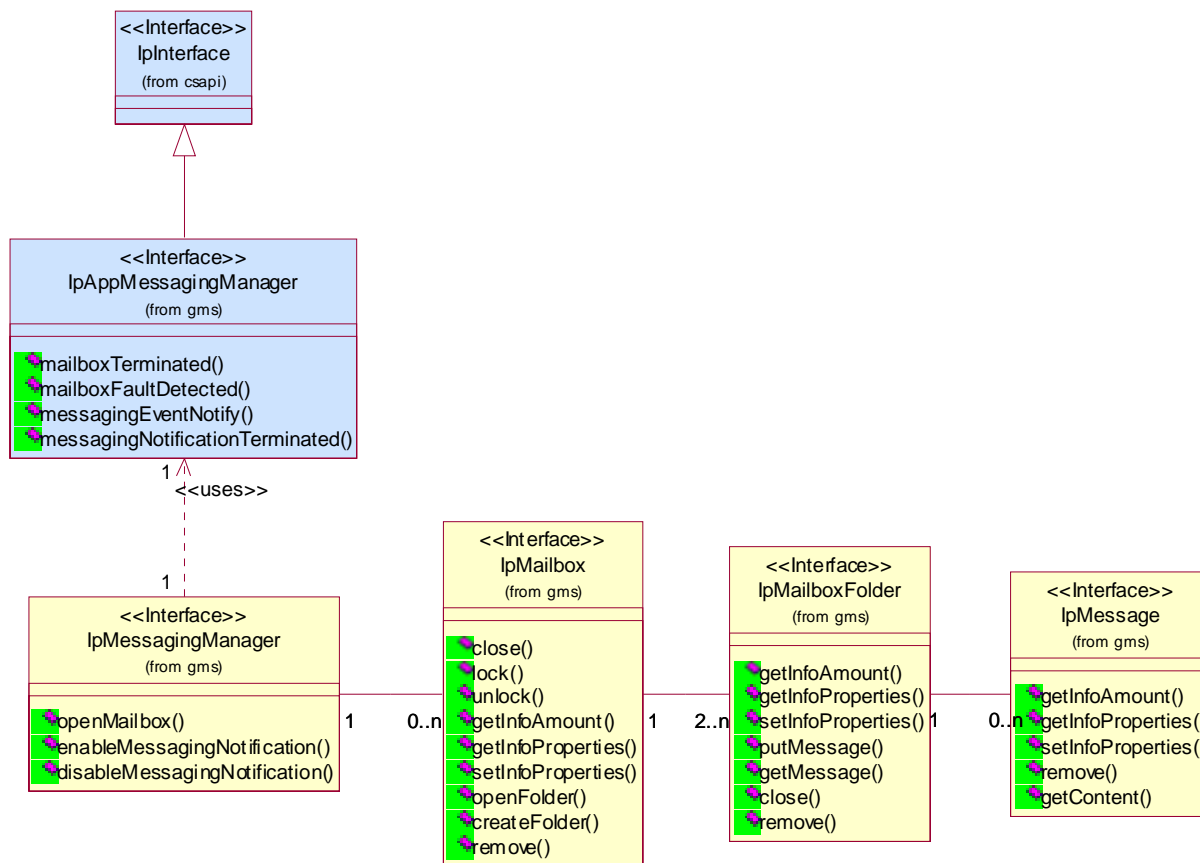 <<Interface>>
IpInterface
(from csapi)
<<Interface>>
IpAppMessagingManager
(from gms)
mailboxTerminated()
mailboxFaultDetected()
messagingEventNotify()
messagingNotificationTerminated()
1
<<uses>>
1
<<Interface>>
IpMessagingManager
(from gms)
openMailbox()
enableMessagingNotification()
disableMessagingNotification()
1
0..n
<<Interface>>
IpMailbox
(from gms)
close()
lock()
unlock()
getInfoAmount()
getInfoProperties()
setInfoProperties()
openFolder()
createFolder()
remove()
1
2..n
<<Interface>>
IpMailboxFolder
(from gms)
getInfoAmount()
getInfoProperties()
setInfoProperties()
putMessage()
getMessage()
close()
remove()
1
0..n
<<Interface>>
IpMessage
(from gms)
getInfoAmount()
getInfoProperties(
setInfoProperties(
remove()
getContent()